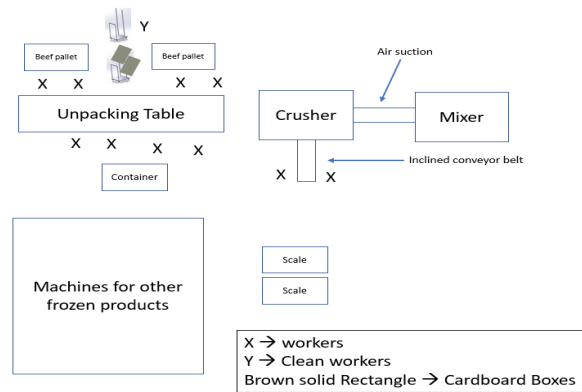 Y
Beef pallet
Beef pallet
X X X X
Unpacking Table
X X X X
Container
Air suction
Crusher
Mixer
X X
Inclined conveyor belt
Machines for other
frozen products
Scale
Scale
X → workers
Y → Clean workers
Brown solid Rectangle → Cardboard Boxes